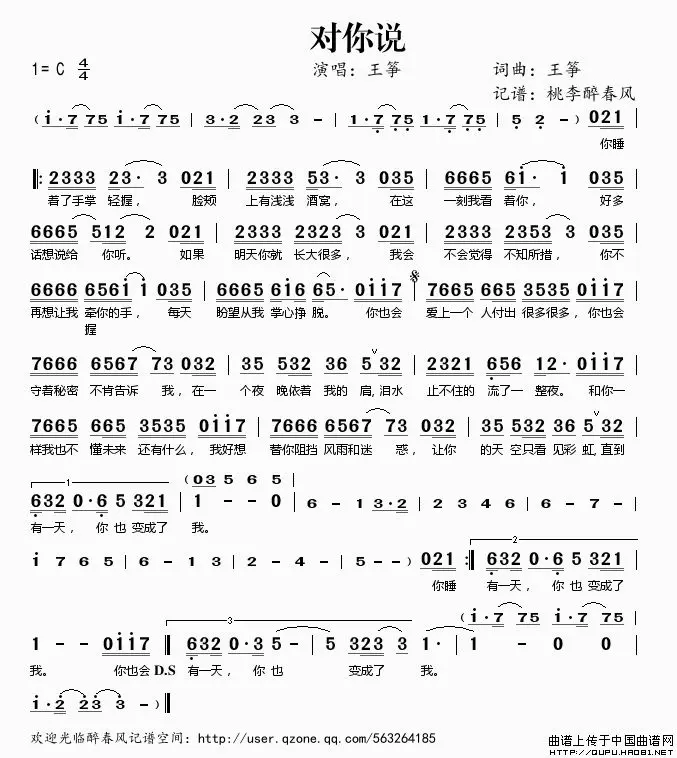 对你说
1=C 4/4 演唱：王筝 词曲：王筝
记谱：桃李醉春风
( i·7 75 i·7 75 | 3·2 23 3 - | 1·7 75 1·7 75 | 5 2 - ) 021 |
你睡
‖: 2333 23· 3 021 | 2333 53· 3 035 | 6665 6i· i 035 |
着了手掌 轻握， 脸颊 上有浅浅 酒窝， 在这 一刻我看 着你， 好多
6665 512 2 021 | 2333 2323 3 021 | 2333 2353 3 035 |
话想说给 你听。 如果 明天你就 长大很多， 我会 不会觉得 不知所措， 你不
6666 656i i 035 | 6665 6i6 65· 0ii7 | 7665 665 3535 0ii7 |
再想让我 牵你的手， 每天 盼望从我 掌心挣 脱。 你也会 爱上一个 人付出 很多很多， 你也会
握
7666 6567 73 032 | 35 532 36 5 32 | 2321 656 12· 0ii7 |
守着秘密 不肯告诉 我， 在一 个夜 晚依着 我的 肩，泪水 止不住的 流了一 整夜。 和你一
665 665 3535 0ii7 | 7666 6567 73 032 | 35 532 36 5 32 |
样我也不 懂未来 还有什么， 我好想 替你阻挡 风雨和迷 惑， 让你 的天 空只看 见彩 虹，直到
1 (03 5 6 5
632 0·6 5 321 | 1 - - 0 | 6 - 1 3·2 | 2 3 4 6 | 6 - 7 - |
有一天， 你 也 变成了 我。
i 7 6 5 | 6 - 1 3 | 2 - 4 - | 5 - - ) 021 :‖ 2 632 0·6 5 321 |
你睡 有一天， 你 也 变成了
3 (i·7 75 i·7 75
1 - - 0ii7 ‖ 632 0·3 5 - | 5 323 3 3 | 1· 1 - 0 0 |
我。 你也会 D.S 有一天， 你 也 变成了 我。
i·2 23 3 - )‖
欢迎光临醉春风记谱空间：http://user.qzone.qq.com/563264185
曲谱上传于中国曲谱网
http://QUPU.HAO81.NET